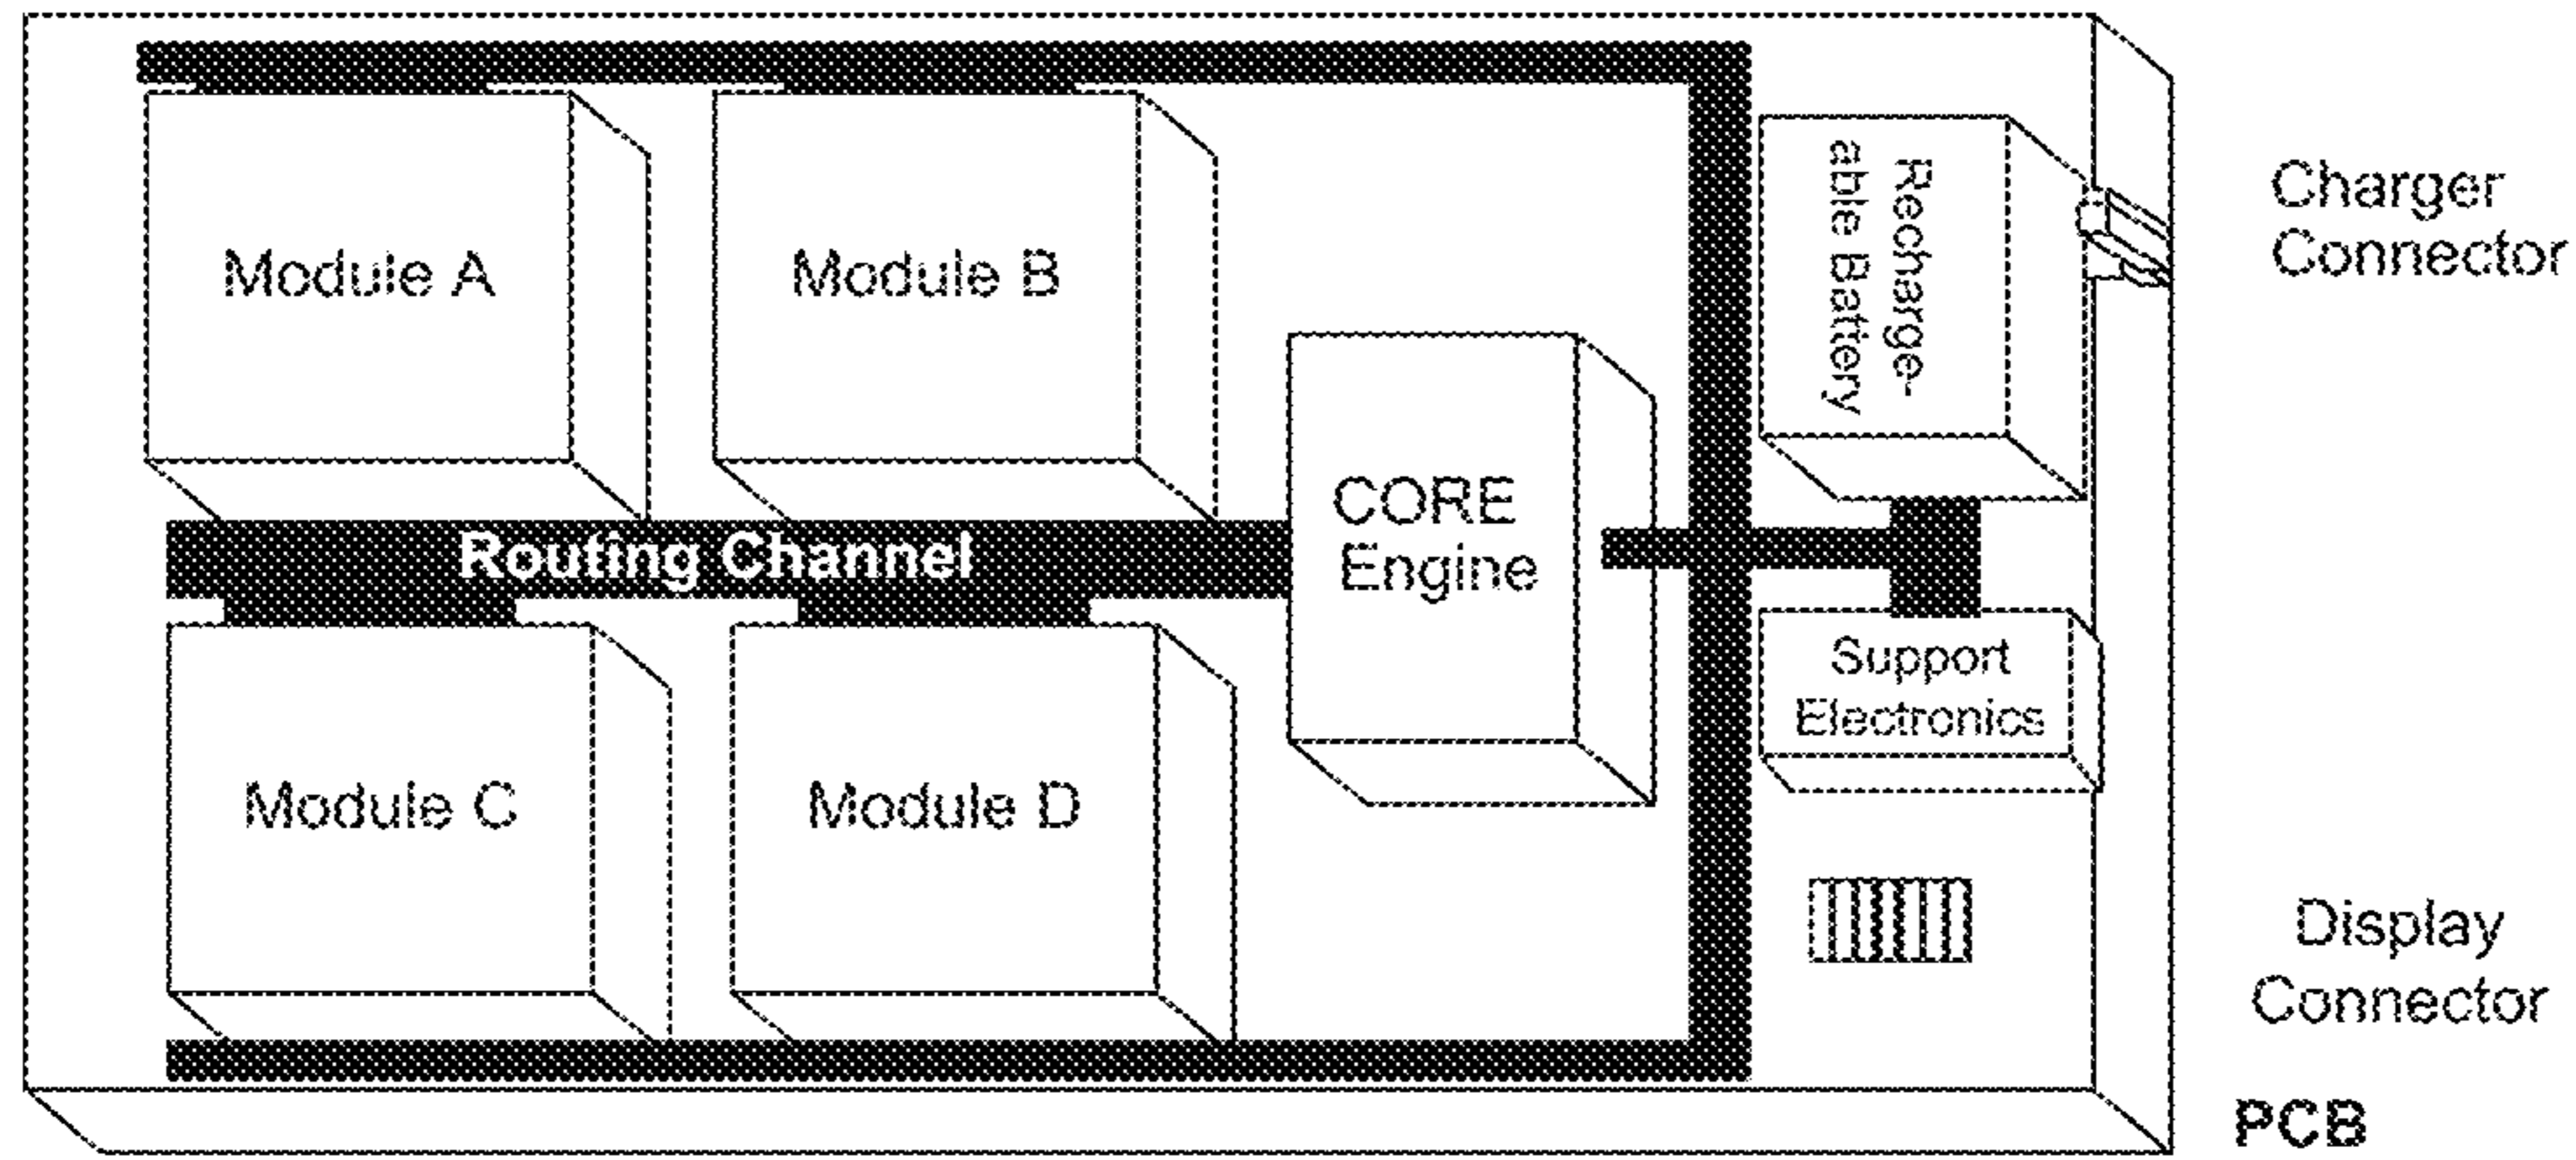 Module A
Module B
Recharge-
able Battery
Charger
Connector
CORE
Engine
Routing Channel
Support
Electronics
Module C
Module D
Display
Connector
PCB